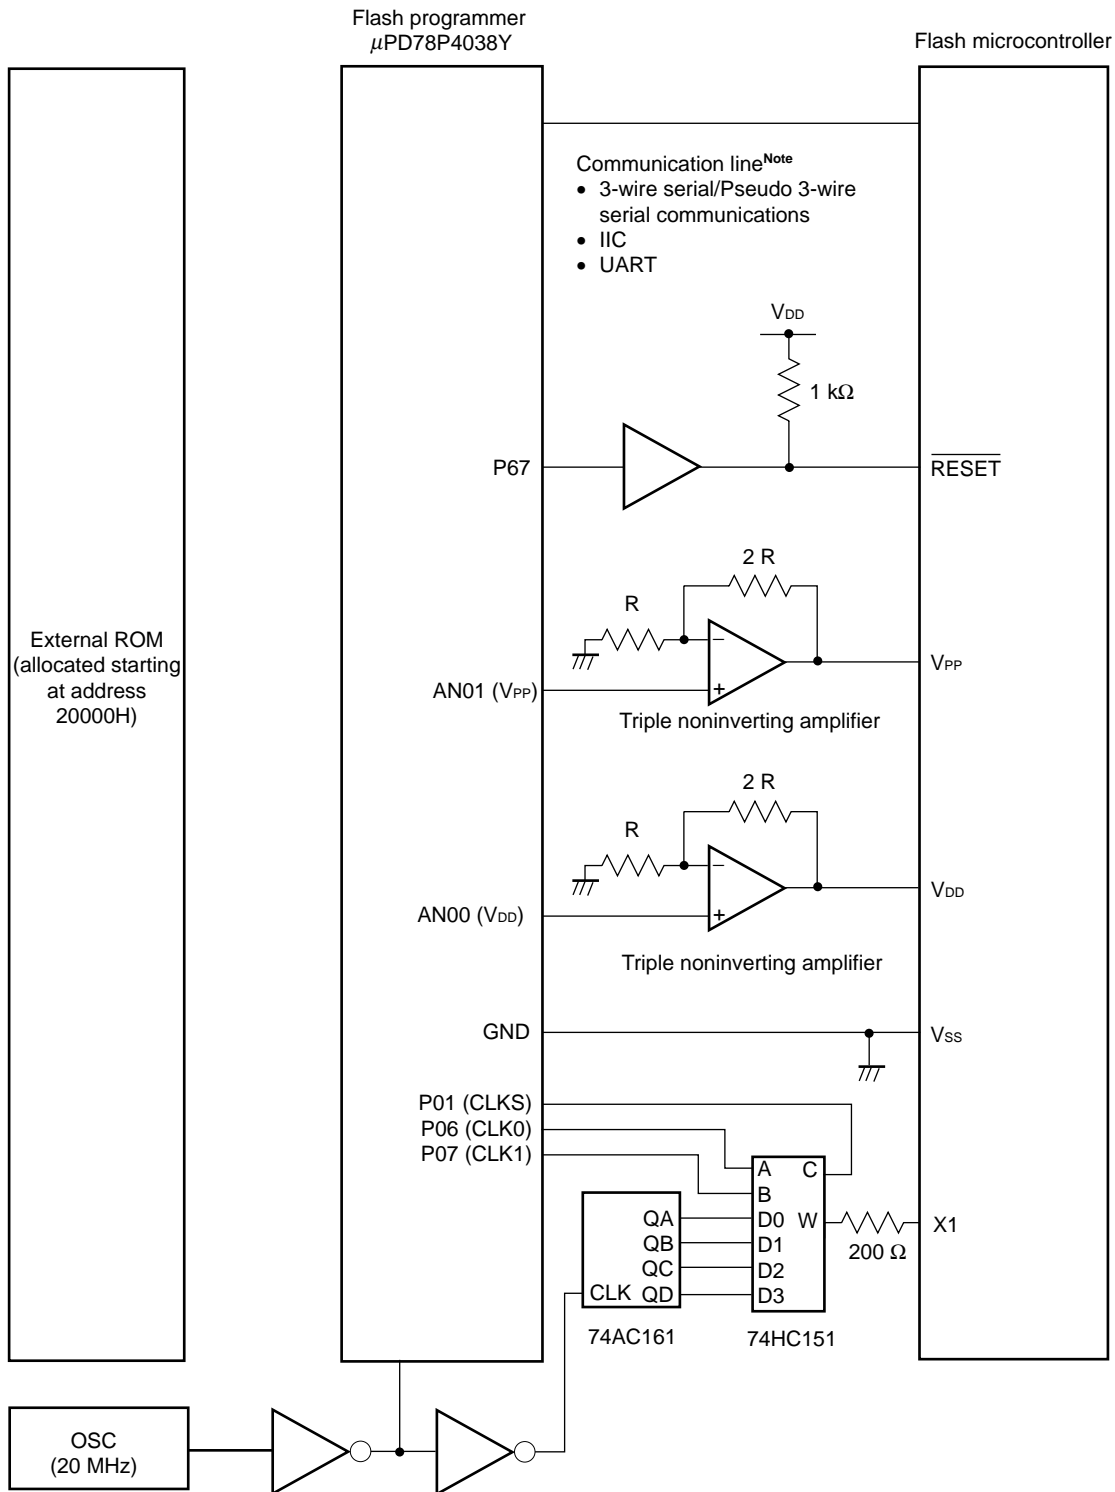 Flash programmer
μPD78P4038Y
Flash microcontroller
Communication line Note
• 3-wire serial/Pseudo 3-wire
serial communications
• IIC
• UART
VDD
1 kΩ
P67
RESET
2 R
R
−
+
AN01 (VPP)
VPP
Triple noninverting amplifier
External ROM
(allocated starting
at address
20000H)
2 R
R
−
+
AN00 (VDD)
VDD
Triple noninverting amplifier
GND
VSS
P01 (CLKS)
P06 (CLK0)
P07 (CLK1)
A C
B
D0 W
D1
D2
D3
QA
QB
QC
CLK QD
200 Ω
X1
74AC161
74HC151
OSC
(20 MHz)